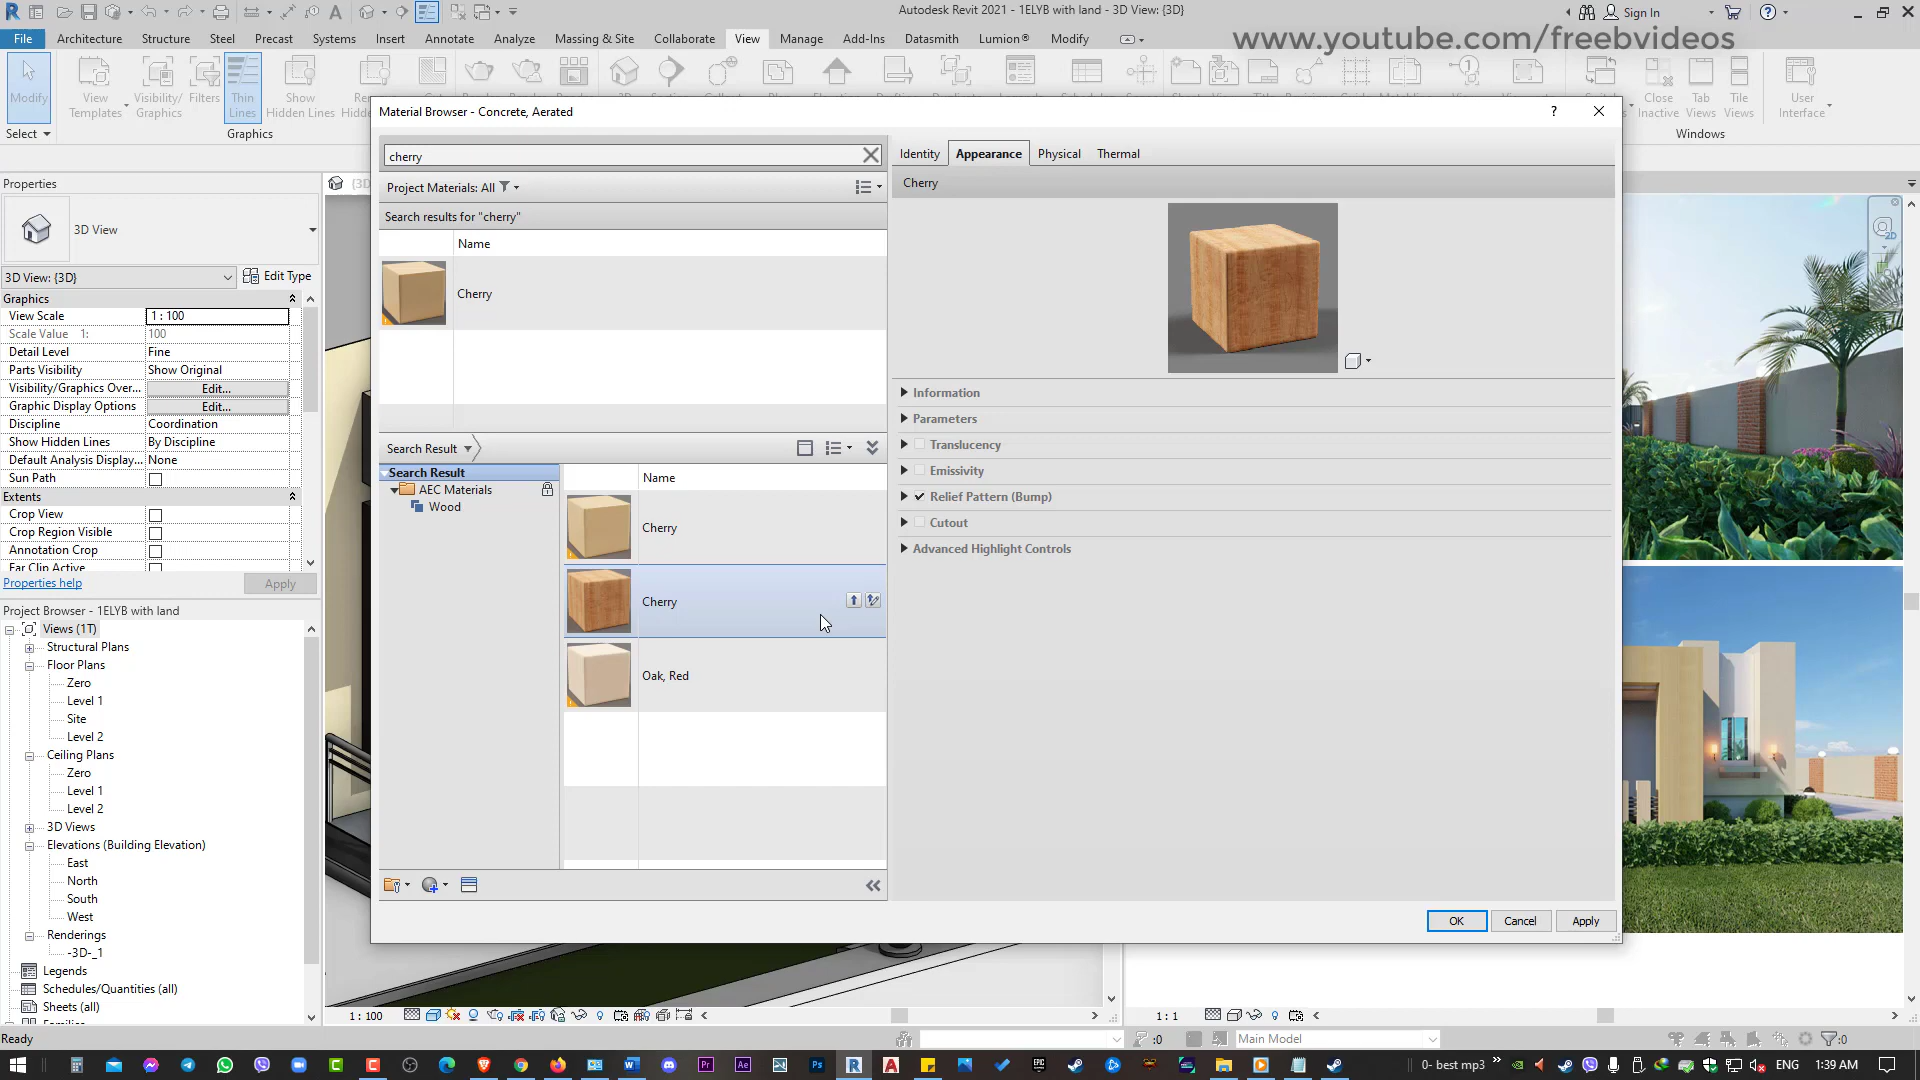 Autodesk Revit 2021 - 1ELYB with land - 3D View: {3D}
Sign In
File Architecture Structure Steel Precast Systems Insert Annotate Analyze Massing & Site Collaborate View Manage Add-Ins Datasmith Lumion® Modify
www.youtube.com/freebvideos
Modify
View Templates
Visibility/ Graphics
Filters
Thin Lines
Show Hidden Lines
Close Inactive
Tab Views
Tile Views
User Interface
Select
Graphics
Windows
Material Browser - Concrete, Aerated
cherry
Project Materials: All
Search results for "cherry"
Name
Cherry
Search Result
Search Result
AEC Materials
Wood
Name
Cherry
Cherry
Oak, Red
Identity Appearance Physical Thermal
Cherry
Information
Parameters
Translucency
Emissivity
Relief Pattern (Bump)
Cutout
Advanced Highlight Controls
OK Cancel Apply
Properties
3D View
3D View: {3D}
Edit Type
Graphics
View Scale 1 : 100
Scale Value 1: 100
Detail Level Fine
Parts Visibility Show Original
Visibility/Graphics Over... Edit...
Graphic Display Options Edit...
Discipline Coordination
Show Hidden Lines By Discipline
Default Analysis Display... None
Sun Path
Extents
Crop View
Crop Region Visible
Annotation Crop
Far Clip Active
Properties help
Apply
Project Browser - 1ELYB with land
Views (1T)
Structural Plans
Floor Plans
Zero
Level 1
Site
Level 2
Ceiling Plans
Zero
Level 1
Level 2
3D Views
Elevations (Building Elevation)
East
North
South
West
Renderings
-3D-_1
Legends
Schedules/Quantities (all)
Sheets (all)
Families
1 : 100
1 : 1
Ready
:0
Main Model
:0
0- best mp3
ENG
1:39 AM